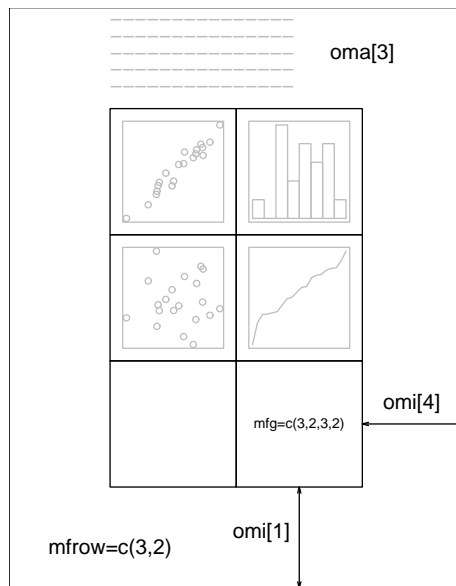 oma[3]
mfg=c(3,2,3,2)
omi[4]
omi[1]
mfrow=c(3,2)